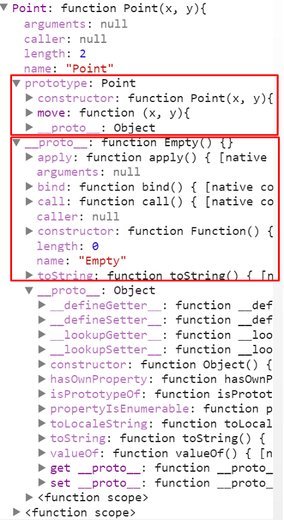 Point: function Point(x, y){
arguments: null
caller: null
length: 2
name: "Point"
prototype: Point
constructor: function Point(x, y){
move: function (x, y){
__proto__: Object
__proto__: function Empty() {}
apply: function apply() { [native
arguments: null
bind: function bind() { [native co
call: function call() { [native co
caller: null
constructor: function Function() {
length: 0
name: "Empty"
toString: function toString() { [n
__proto__: Object
__defineGetter__: function __def
__defineSetter__: function __def
__lookupGetter__: function __loo
__lookupSetter__: function __loo
constructor: function Object() {
hasOwnProperty: function hasOwnP
isPrototypeOf: function isProtot
propertyIsEnumerable: function p
toLocaleString: function toLocal
toString: function toString() {
valueOf: function valueOf() { [n
get __proto__: function
set __proto__: function
<function scope>
<function scope>